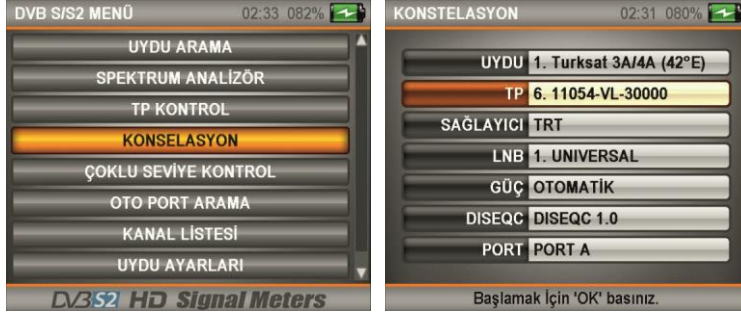 DVB S/S2 MENÜ 02:33 082%
UYDU ARAMA
SPEKTRUM ANALİZÖR
TP KONTROL
KONSELASYON
ÇOKLU SEVİYE KONTROL
OTO PORT ARAMA
KANAL LİSTESİ
UYDU AYARLARI
DVB S2 HD Signal Meters
KONSTELASYON 02:31 080%
UYDU 1. Turksat 3A/4A (42°E)
TP 6. 11054-VL-30000
SAĞLAYICI TRT
LNB 1. UNIVERSAL
GÜÇ OTOMATİK
DISEQC DISEQC 1.0
PORT PORT A
Başlamak İçin 'OK' basınız.